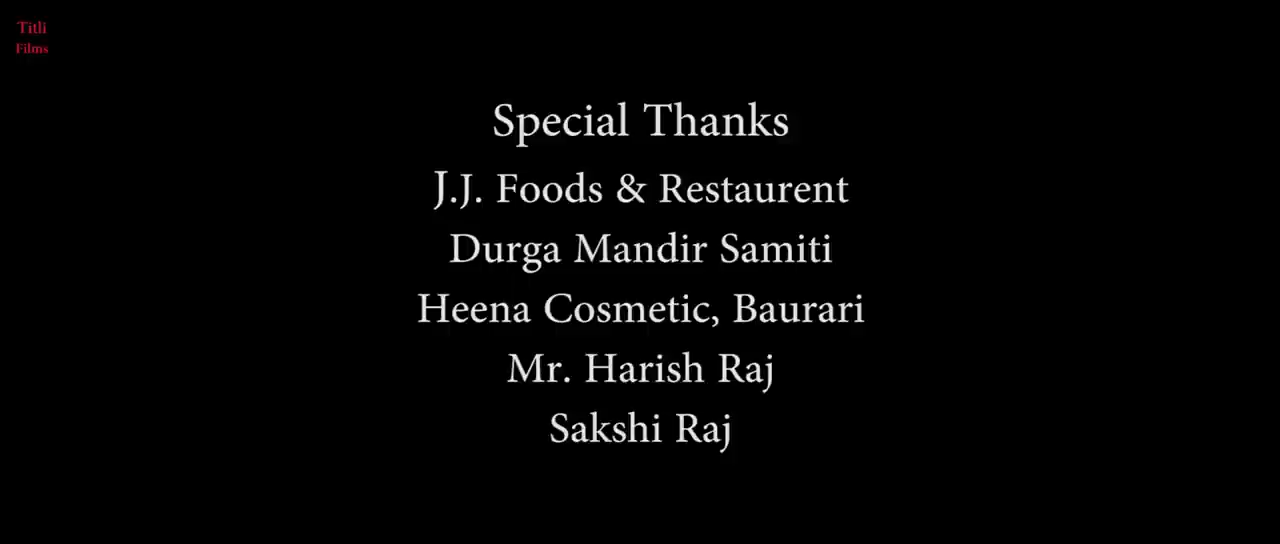 Titli
Films
Special Thanks
J.J. Foods & Restaurent
Durga Mandir Samiti
Heena Cosmetic, Baurari
Mr. Harish Raj
Sakshi Raj